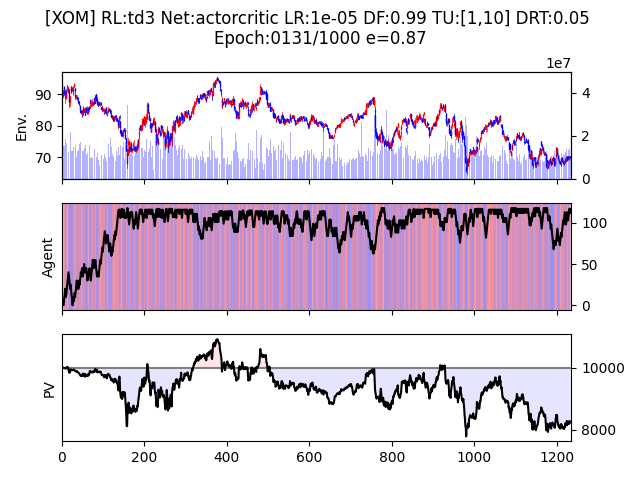 [XOM] RL:td3 Net:actorcritic LR:1e-05 DF:0.99 TU:[1,10] DRT:0.05
Epoch:0131/1000 e=0.87
1e7
Env.
90
80
70
4
2
0
Agent
100
50
0
PV
10000
8000
0 200 400 600 800 1000 1200